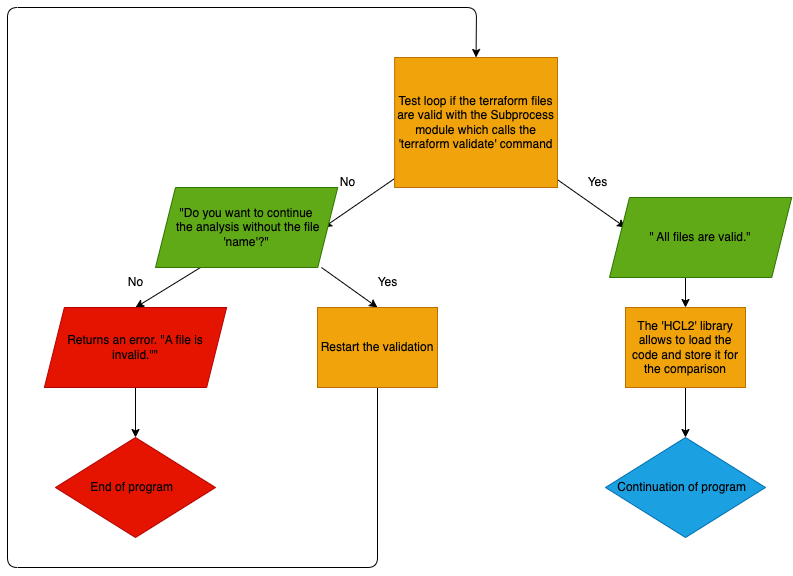 Test loop if the terraform files
are valid with the Subprocess
module which calls the
'terraform validate' command
No
Yes
"Do you want to continue
the analysis without the file
'name'?"
" All files are valid."
No
Yes
Returns an error. "A file is
invalid.""
Restart the validation
The 'HCL2' library
allows to load the
code and store it for
the comparison
End of program
Continuation of program